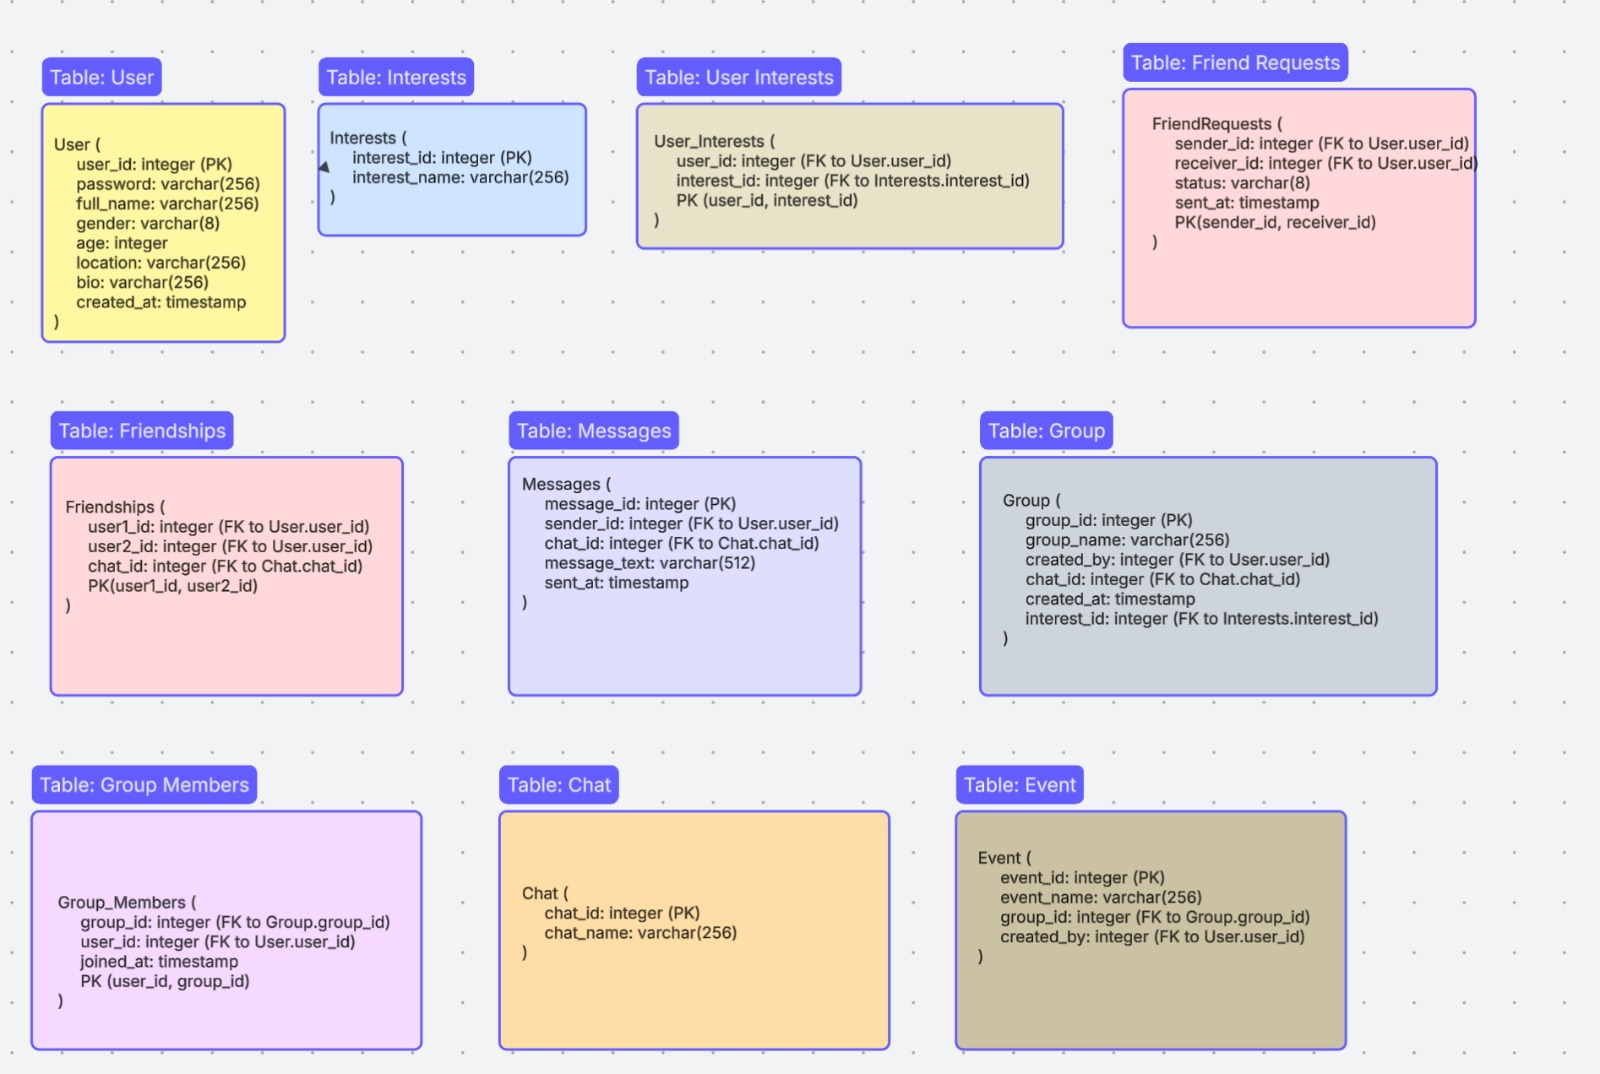 Table: User
User (
user_id: integer (PK)
password: varchar(256)
full_name: varchar(256)
gender: varchar(8)
age: integer
location: varchar(256)
bio: varchar(256)
created_at: timestamp
)
Table: Interests
Interests (
interest_id: integer (PK)
interest_name: varchar(256)
)
Table: User Interests
User_Interests (
user_id: integer (FK to User.user_id)
interest_id: integer (FK to Interests.interest_id)
PK (user_id, interest_id)
)
Table: Friend Requests
FriendRequests (
sender_id: integer (FK to User.user_id)
receiver_id: integer (FK to User.user_id)
status: varchar(8)
sent_at: timestamp
PK(sender_id, receiver_id)
)
Table: Friendships
Friendships (
user1_id: integer (FK to User.user_id)
user2_id: integer (FK to User.user_id)
chat_id: integer (FK to Chat.chat_id)
PK(user1_id, user2_id)
)
Table: Messages
Messages (
message_id: integer (PK)
sender_id: integer (FK to User.user_id)
chat_id: integer (FK to Chat.chat_id)
message_text: varchar(512)
sent_at: timestamp
)
Table: Group
Group (
group_id: integer (PK)
group_name: varchar(256)
created_by: integer (FK to User.user_id)
chat_id: integer (FK to Chat.chat_id)
created_at: timestamp
interest_id: integer (FK to Interests.interest_id)
)
Table: Group Members
Group_Members (
group_id: integer (FK to Group.group_id)
user_id: integer (FK to User.user_id)
joined_at: timestamp
PK (user_id, group_id)
)
Table: Chat
Chat (
chat_id: integer (PK)
chat_name: varchar(256)
)
Table: Event
Event (
event_id: integer (PK)
event_name: varchar(256)
group_id: integer (FK to Group.group_id)
created_by: integer (FK to User.user_id)
)